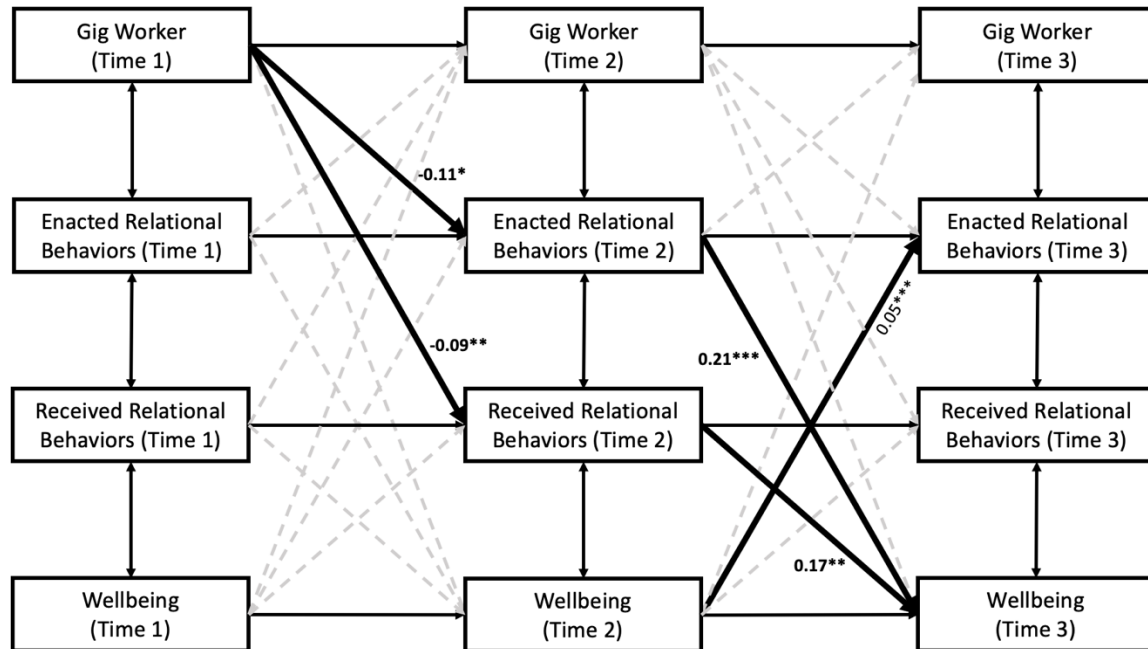 Gig Worker
(Time 1)
Gig Worker
(Time 2)
Gig Worker
(Time 3)
-0.11*
Enacted Relational
Behaviors (Time 1)
Enacted Relational
Behaviors (Time 2)
Enacted Relational
Behaviors (Time 3)
0.05***
-0.09**
0.21***
Received Relational
Behaviors (Time 1)
Received Relational
Behaviors (Time 2)
Received Relational
Behaviors (Time 3)
0.17**
Wellbeing
(Time 1)
Wellbeing
(Time 2)
Wellbeing
(Time 3)